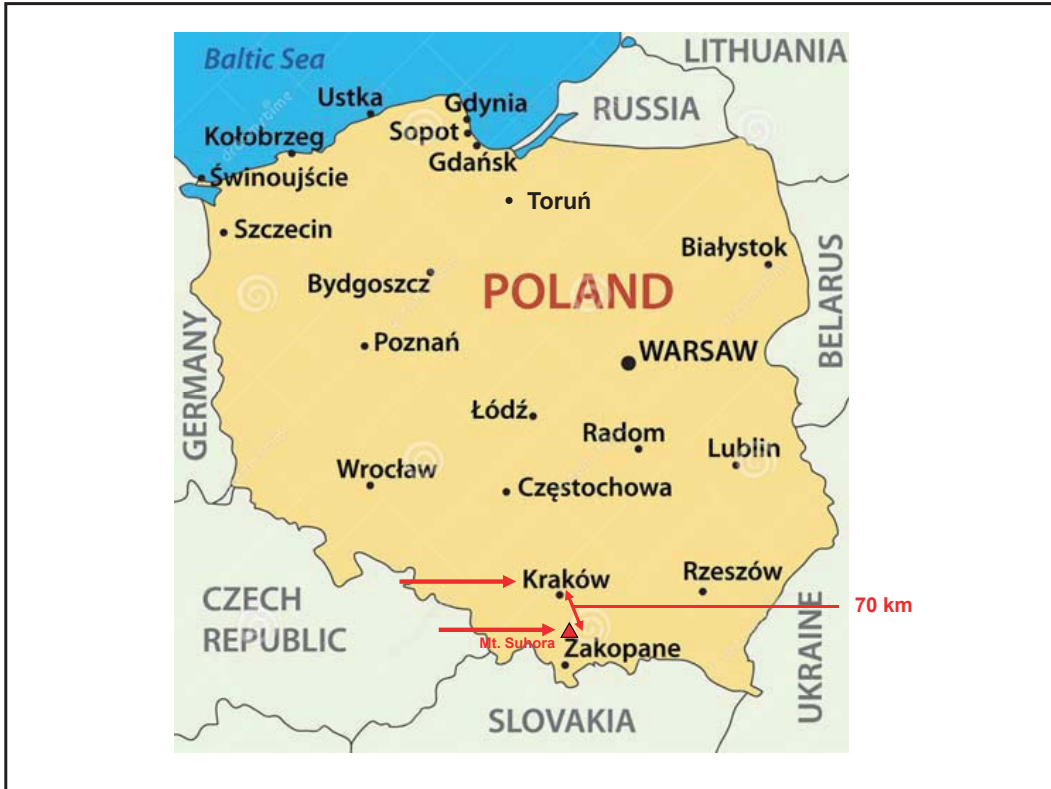 Baltic Sea
LITHUANIA
Ustka
Gdynia
RUSSIA
Sopot
Kołobrzeg
Gdańsk
Świnoujście
Toruń
Szczecin
Białystok
Bydgoszcz
POLAND
BELARUS
GERMANY
Poznań
WARSAW
Łódź
Radom
Lublin
Wrocław
Częstochowa
Kraków
Rzeszów
CZECH
REPUBLIC
70 km
Mt. Suhora
Zakopane
UKRAINE
SLOVAKIA